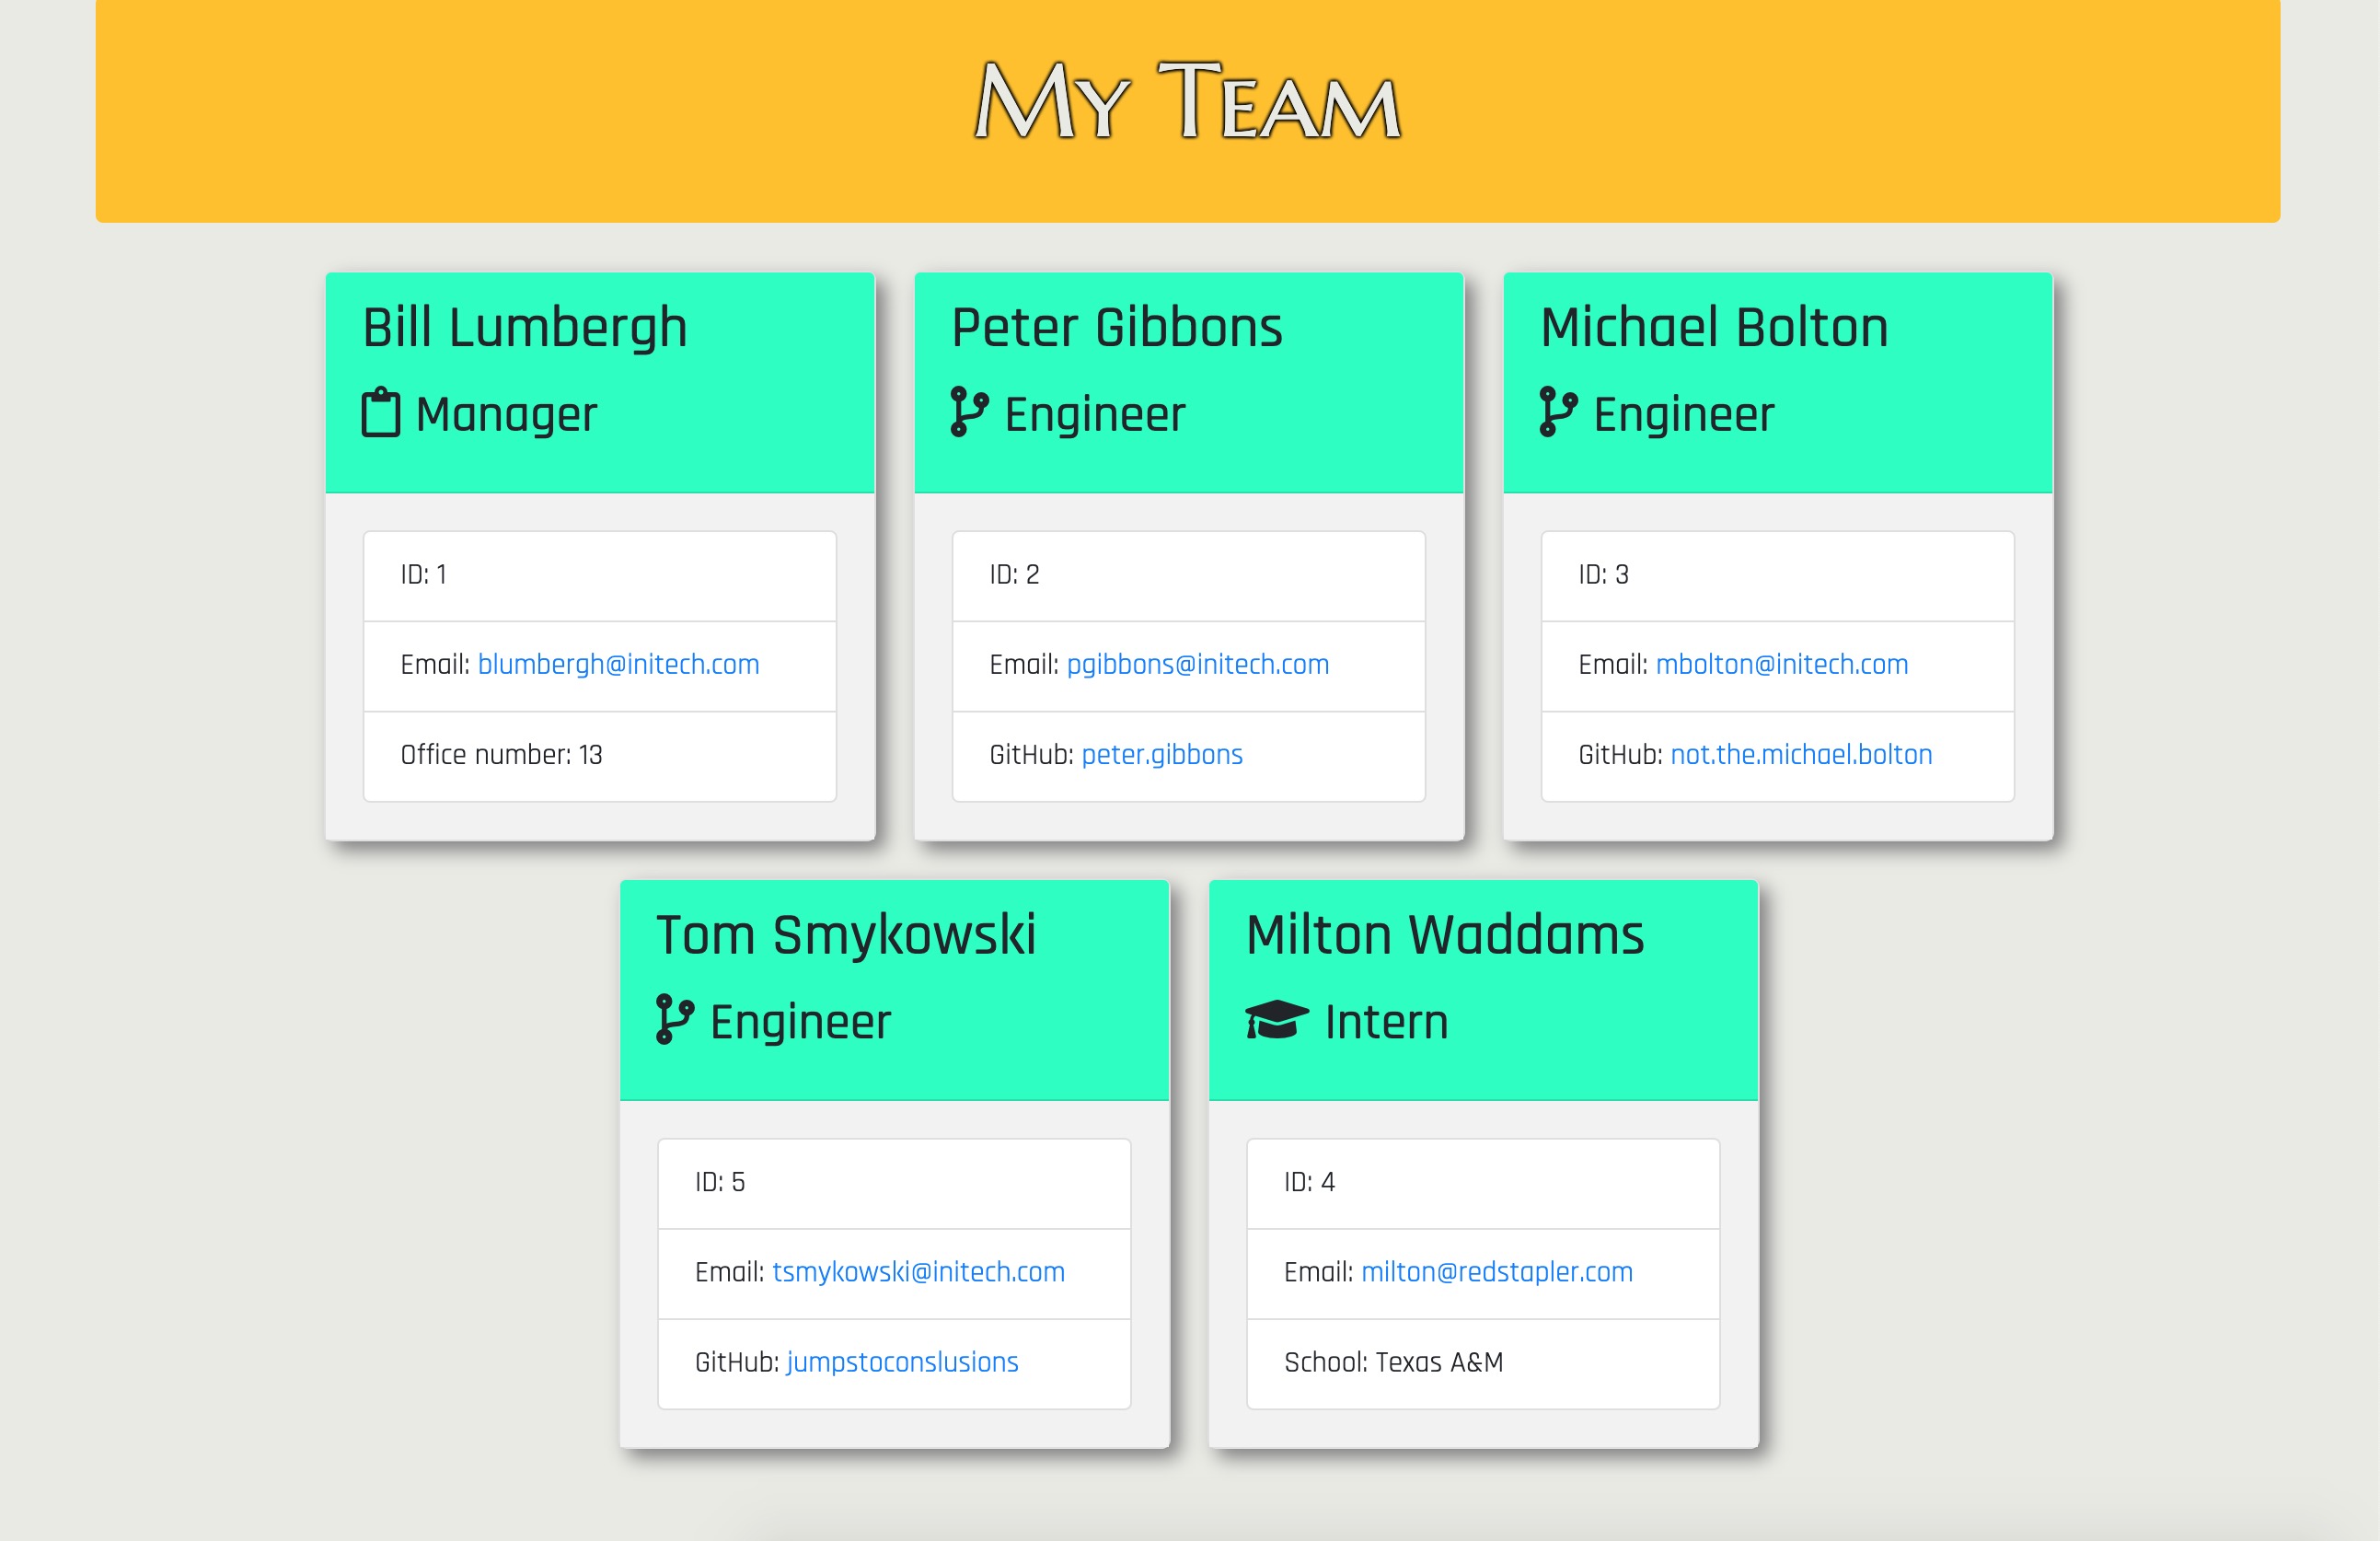 My Team
Bill Lumbergh
Manager
ID: 1
Email: blumbergh@initech.com
Office number: 13
Peter Gibbons
Engineer
ID: 2
Email: pgibbons@initech.com
GitHub: peter.gibbons
Michael Bolton
Engineer
ID: 3
Email: mbolton@initech.com
GitHub: not.the.michael.bolton
Tom Smykowski
Engineer
ID: 5
Email: tsmykowski@initech.com
GitHub: jumpstoconslusions
Milton Waddams
Intern
ID: 4
Email: milton@redstapler.com
School: Texas A&M